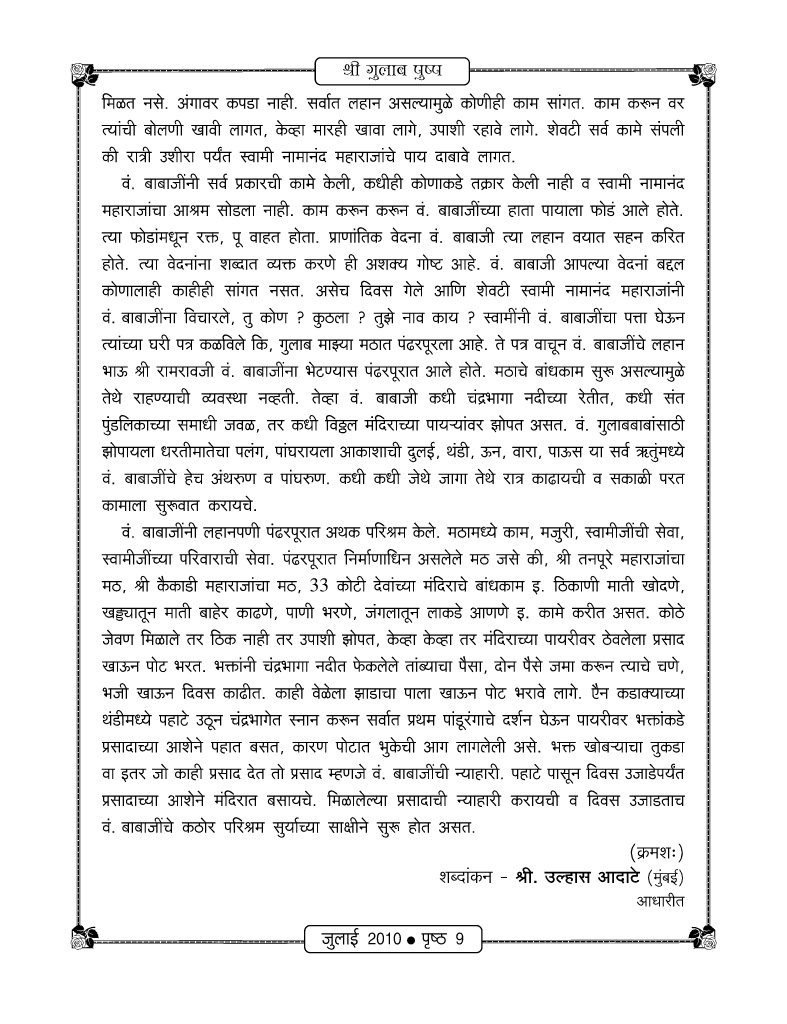 श्री गुलाब पुष्प
मिळत नसे. अंगावर कपडा नाही. सर्वात लहान असल्यामुळे कोणीही काम सांगत. काम करून वर
त्यांची बोलणी खावी लागत, केव्हा मारही खावा लागे, उपाशी रहावे लागे. शेवटी सर्व कामे संपली
की रात्री उशीरा पर्यंत स्वामी नामानंद महाराजांचे पाय दाबावे लागत.
वं. बाबाजींनी सर्व प्रकारची कामे केली, कधीही कोणाकडे तक्रार केली नाही व स्वामी नामानंद
महाराजांचा आश्रम सोडला नाही. काम करून करून वं. बाबाजींच्या हाता पायाला फोडं आले होते.
त्या फोडांमधून रक्त, पू वाहत होता. प्राणांतिक वेदना वं. बाबाजी त्या लहान वयात सहन करित
होते. त्या वेदनांना शब्दात व्यक्त करणे ही अशक्य गोष्ट आहे. वं. बाबाजी आपल्या वेदनां बद्दल
कोणालाही काहीही सांगत नसत. असेच दिवस गेले आणि शेवटी स्वामी नामानंद महाराजांनी
वं. बाबाजींना विचारले, तु कोण ? कुठला ? तुझे नाव काय ? स्वामींनी वं. बाबाजींचा पत्ता घेऊन
त्यांच्या घरी पत्र कळविले कि, गुलाब माझ्या मठात पंढरपूरला आहे. ते पत्र वाचून वं. बाबाजींचे लहान
भाऊ श्री रामरावजी वं. बाबाजींना भेटण्यास पंढरपूरात आले होते. मठाचे बांधकाम सुरू असल्यामुळे
तेथे राहण्याची व्यवस्था नव्हती. तेव्हा वं. बाबाजी कधी चंद्रभागा नदीच्या रेतीत, कधी संत
पुंडलिकाच्या समाधी जवळ, तर कधी विठ्ठल मंदिराच्या पायऱ्यांवर झोपत असत. वं. गुलाबबाबांसाठी
झोपायला धरतीमातेचा पलंग, पांघरायला आकाशाची दुलई, थंडी, ऊन, वारा, पाऊस या सर्व ऋतुंमध्ये
वं. बाबाजींचे हेच अंथरुण व पांघरुण. कधी कधी जेथे जागा तेथे रात्र काढायची व सकाळी परत
कामाला सुरूवात करायचे.
वं. बाबाजींनी लहानपणी पंढरपूरात अथक परिश्रम केले. मठामध्ये काम, मजुरी, स्वामीजींची सेवा,
स्वामीजींच्या परिवाराची सेवा. पंढरपूरात निर्माणाधिन असलेले मठ जसे की, श्री तनपूरे महाराजांचा
मठ, श्री कैकाडी महाराजांचा मठ, 33 कोटी देवांच्या मंदिराचे बांधकाम इ. ठिकाणी माती खोदणे,
खड्ड्यातून माती बाहेर काढणे, पाणी भरणे, जंगलातून लाकडे आणणे इ. कामे करीत असत. कोठे
जेवण मिळाले तर ठिक नाही तर उपाशी झोपत, केव्हा केव्हा तर मंदिराच्या पायरीवर ठेवलेला प्रसाद
खाऊन पोट भरत. भक्तांनी चंद्रभागा नदीत फेकलेले तांब्याचा पैसा, दोन पैसे जमा करून त्याचे चणे,
भजी खाऊन दिवस काढीत. काही वेळेला झाडाचा पाला खाऊन पोट भरावे लागे. ऐन कडाक्याच्या
थंडीमध्ये पहाटे उठून चंद्रभागेत स्नान करून सर्वात प्रथम पांडूरंगाचे दर्शन घेऊन पायरीवर भक्तांकडे
प्रसादाच्या आशेने पहात बसत, कारण पोटात भुकेची आग लागलेली असे. भक्त खोबऱ्याचा तुकडा
वा इतर जो काही प्रसाद देत तो प्रसाद म्हणजे वं. बाबाजींची न्याहारी. पहाटे पासून दिवस उजाडेपर्यंत
प्रसादाच्या आशेने मंदिरात बसायचे. मिळालेल्या प्रसादाची न्याहारी करायची व दिवस उजाडताच
वं. बाबाजींचे कठोर परिश्रम सुर्याच्या साक्षीने सुरू होत असत.
(क्रमशः)
शब्दांकन - श्री. उल्हास आदाटे (मुंबई)
आधारीत
जुलाई 2010 ● पृष्ठ 9